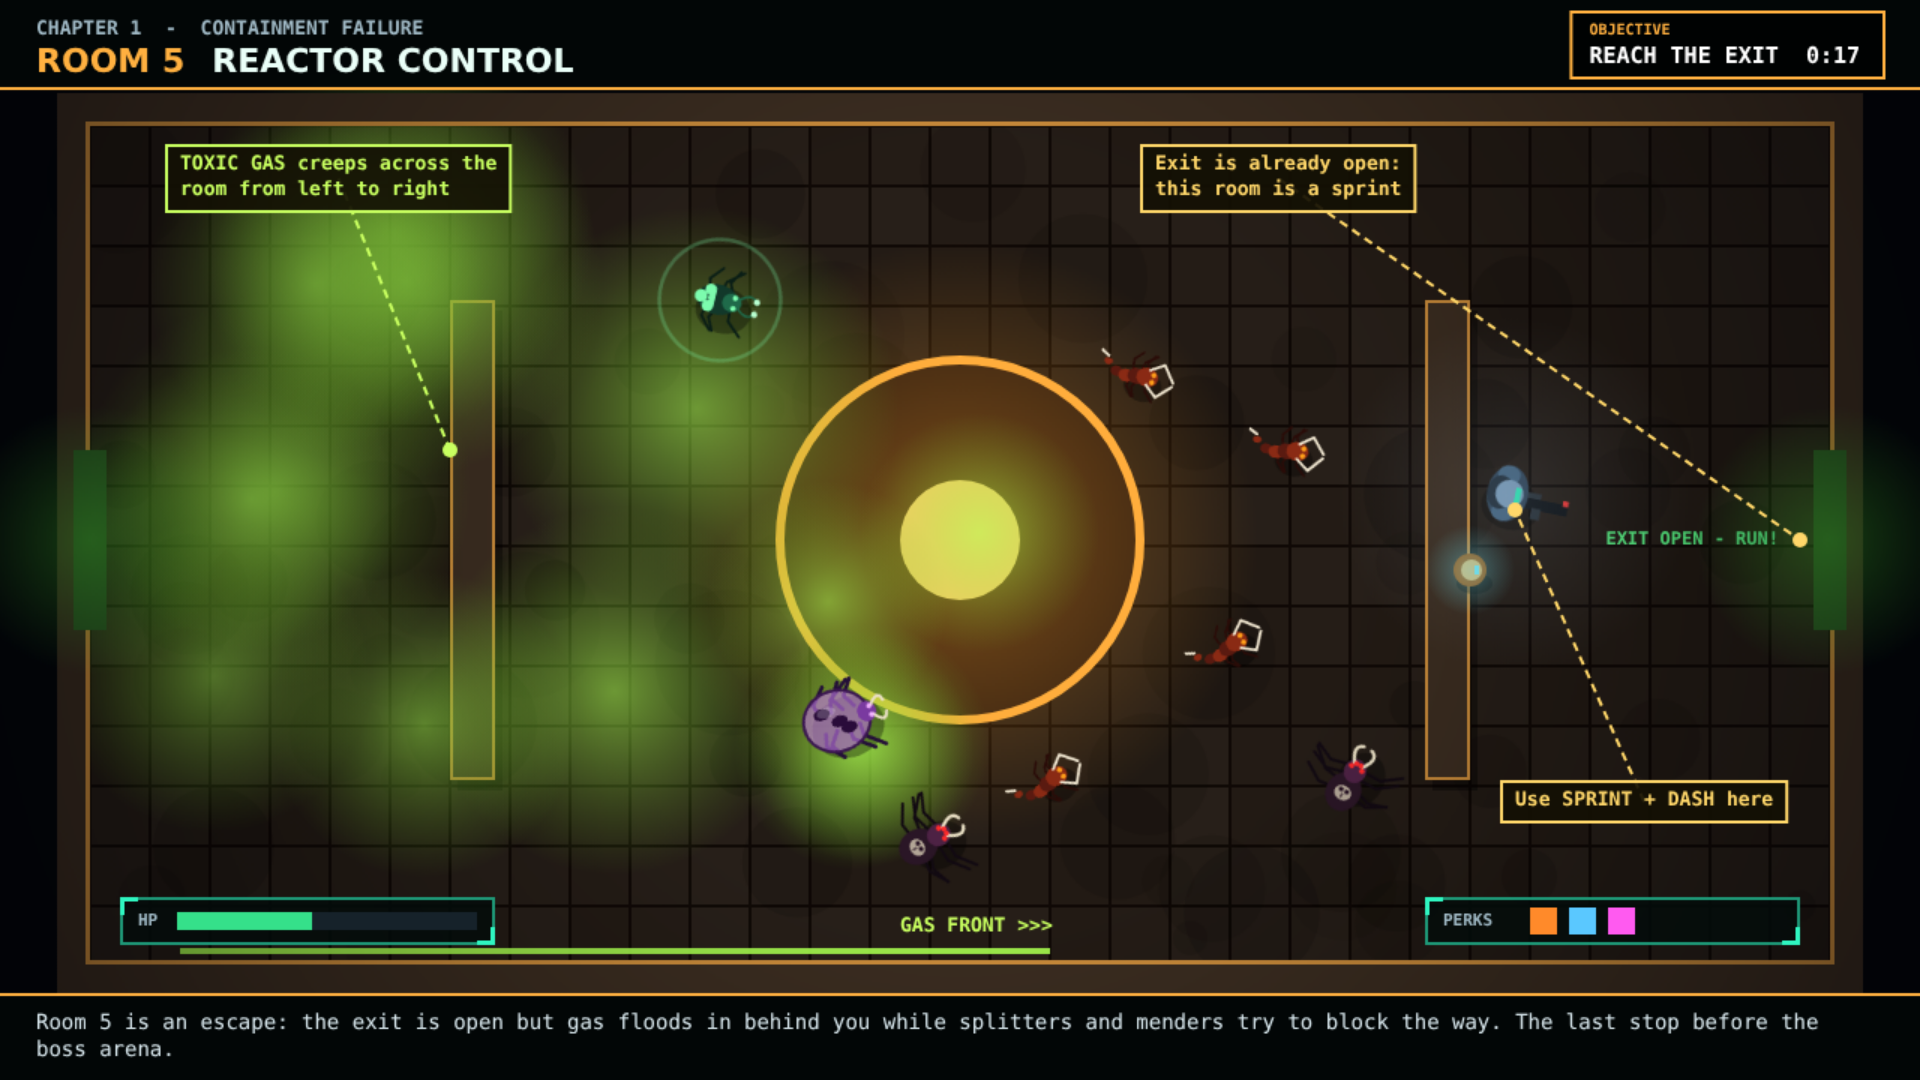 CHAPTER 1 - CONTAINMENT FAILURE
ROOM 5 REACTOR CONTROL
OBJECTIVE
REACH THE EXIT 0:17
TOXIC GAS creeps across the
room from left to right
Exit is already open:
this room is a sprint
EXIT OPEN - RUN!
Use SPRINT + DASH here
HP
GAS FRONT >>>
PERKS
Room 5 is an escape: the exit is open but gas floods in behind you while splitters and menders try to block the way. The last stop before the
boss arena.